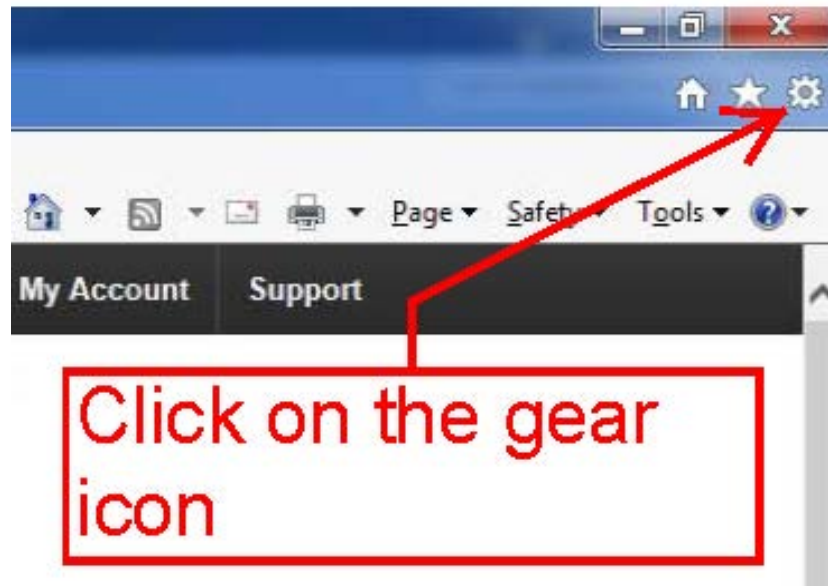 Page Safety Tools
My Account Support
Click on the gear
icon